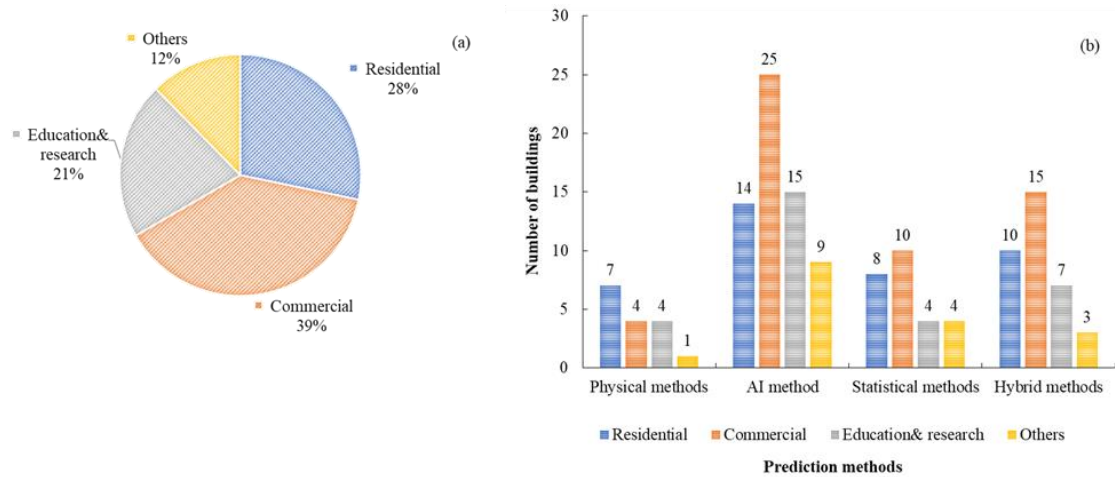 Others
12%
(a)
Residential
28%
Education&
research
21%
Commercial
39%
(b)
Number of buildings
30
25
20
15
10
5
0
7
4
4
1
14
25
15
9
8
10
4
4
10
15
7
3
Physical methods
AI method
Statistical methods
Hybrid methods
Residential
Commercial
Education& research
Others
Prediction methods